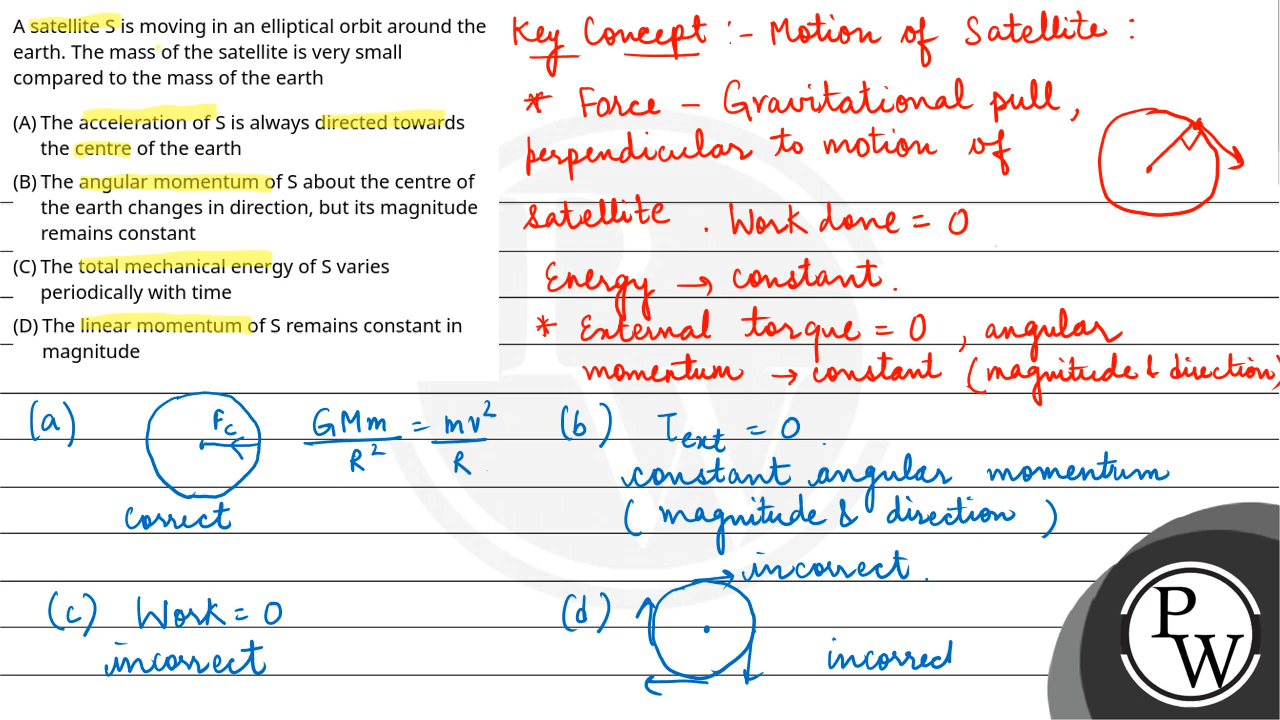 A satellite S is moving in an elliptical orbit around the
earth. The mass of the satellite is very small
compared to the mass of the earth
(A) The acceleration of S is always directed towards
the centre of the earth
(B) The angular momentum of S about the centre of
the earth changes in direction, but its magnitude
remains constant
(C) The total mechanical energy of S varies
periodically with time
(D) The linear momentum of S remains constant in
magnitude
Key Concept :- Motion of Satellite :
* Force - Gravitational pull,
perpendicular to motion of
satellite. Work done = 0
Energy → constant.
* External torque = 0, angular
momentum → constant (magnitude & direction)
(a) Fc GMm/R² = mv²/R
correct
(b) τext = 0.
constant angular momentum
(magnitude & direction)
incorrect.
(c) Work = 0
incorrect
(d) incorrect
P
W